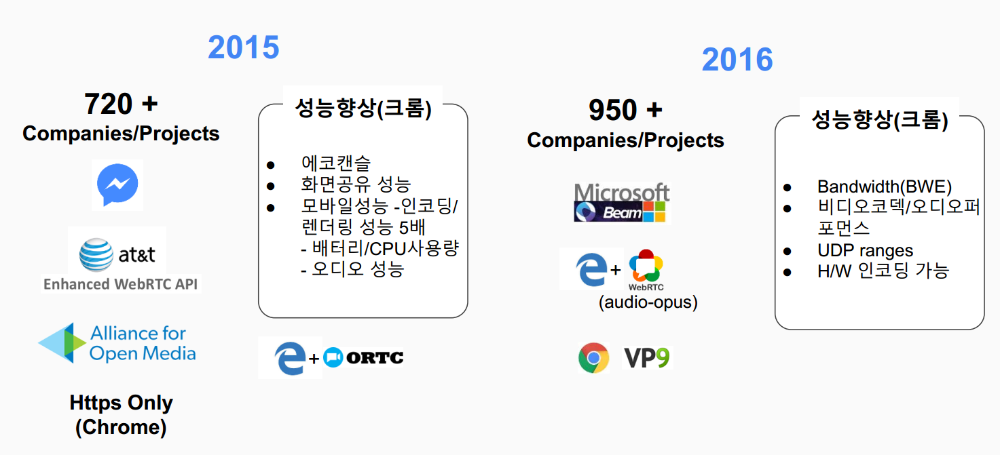 2015
720 +
Companies/Projects
at&t
Enhanced WebRTC API
Alliance for
Open Media
Https Only
(Chrome)
성능향상(크롬)
● 에코캔슬
● 화면공유 성능
● 모바일성능 -인코딩/
렌더링 성능 5배
- 배터리/CPU사용량
- 오디오 성능
+ ORTC
2016
950 +
Companies/Projects
Microsoft
Beam
+
WebRTC
(audio-opus)
VP9
성능향상(크롬)
● Bandwidth(BWE)
● 비디오코덱/오디오퍼
포먼스
● UDP ranges
● H/W 인코딩 가능